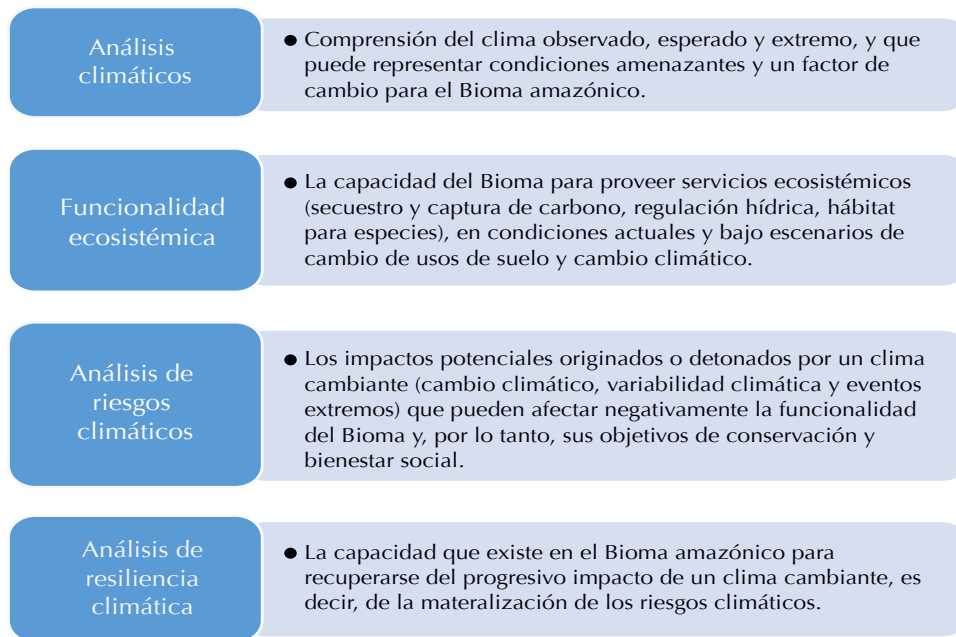 Análisis
climáticos
● Comprensión del clima observado, esperado y extremo, y que
puede representar condiciones amenazantes y un factor de
cambio para el Bioma amazónico.
Funcionalidad
ecosistémica
● La capacidad del Bioma para proveer servicios ecosistémicos
(secuestro y captura de carbono, regulación hídrica, hábitat
para especies), en condiciones actuales y bajo escenarios de
cambio de usos de suelo y cambio climático.
Análisis de
riesgos
climáticos
● Los impactos potenciales originados o detonados por un clima
cambiante (cambio climático, variabilidad climática y eventos
extremos) que pueden afectar negativamente la funcionalidad
del Bioma y, por lo tanto, sus objetivos de conservación y
bienestar social.
Análisis de
resiliencia
climática
● La capacidad que existe en el Bioma amazónico para
recuperarse del progresivo impacto de un clima cambiante, es
decir, de la materalización de los riesgos climáticos.